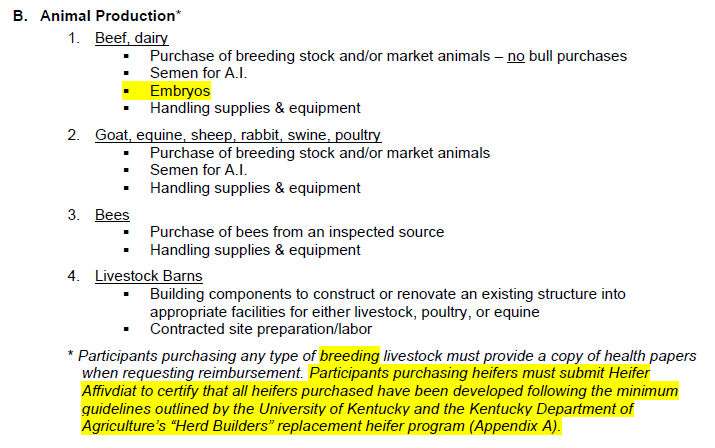 B. Animal Production*
1. Beef, dairy
▪ Purchase of breeding stock and/or market animals – no bull purchases
▪ Semen for A.I.
▪ Embryos
▪ Handling supplies & equipment
2. Goat, equine, sheep, rabbit, swine, poultry
▪ Purchase of breeding stock and/or market animals
▪ Semen for A.I.
▪ Handling supplies & equipment
3. Bees
▪ Purchase of bees from an inspected source
▪ Handling supplies & equipment
4. Livestock Barns
▪ Building components to construct or renovate an existing structure into
appropriate facilities for either livestock, poultry, or equine
▪ Contracted site preparation/labor
* Participants purchasing any type of breeding livestock must provide a copy of health papers
when requesting reimbursement. Participants purchasing heifers must submit Heifer
Affivdiat to certify that all heifers purchased have been developed following the minimum
guidelines outlined by the University of Kentucky and the Kentucky Department of
Agriculture's “Herd Builders” replacement heifer program (Appendix A).